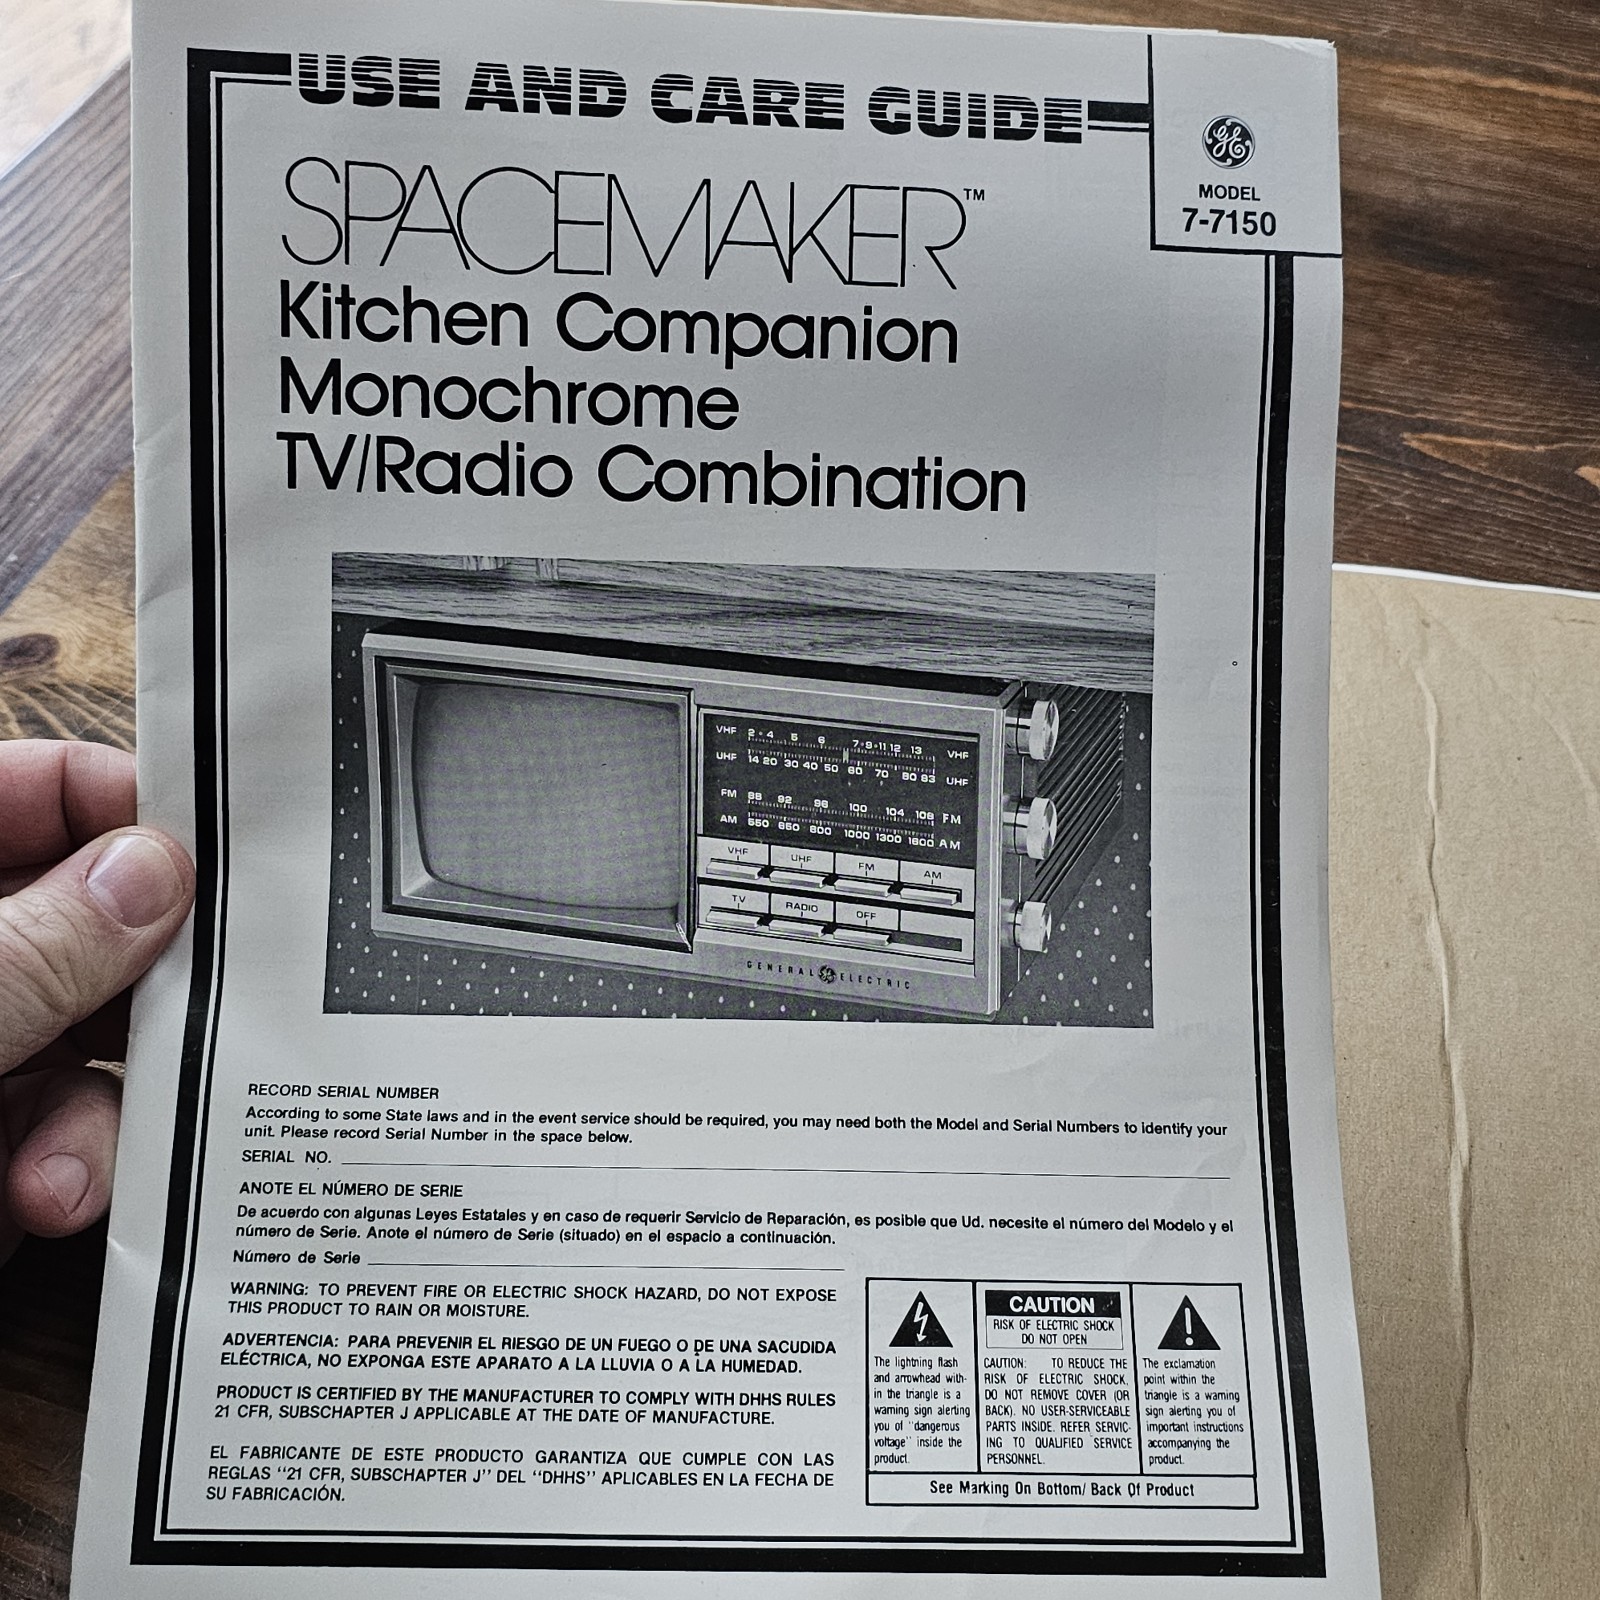 USE AND CARE GUIDE
GE
MODEL
7-7150
SPACEMAKER™
Kitchen Companion
Monochrome
TV/Radio Combination
VHF 2 • 4 5 6 7•9•11 12 13 VHF
UHF 14 20 30 40 50 60 70 80 83 UHF
FM 88 92 98 100 104 108 FM
AM 550 650 800 1000 1300 1600 AM
VHF UHF FM AM
TV RADIO OFF
GENERAL GE ELECTRIC
RECORD SERIAL NUMBER
According to some State laws and in the event service should be required, you may need both the Model and Serial Numbers to identify your
unit. Please record Serial Number in the space below.
SERIAL NO.
ANOTE EL NÚMERO DE SERIE
De acuerdo con algunas Leyes Estatales y en caso de requerir Servicio de Reparación, es posible que Ud. necesite el número del Modelo y el
número de Serie. Anote el número de Serie (situado) en el espacio a continuación.
Número de Serie
WARNING: TO PREVENT FIRE OR ELECTRIC SHOCK HAZARD, DO NOT EXPOSE
THIS PRODUCT TO RAIN OR MOISTURE.
ADVERTENCIA: PARA PREVENIR EL RIESGO DE UN FUEGO O DE UNA SACUDIDA
ELÉCTRICA, NO EXPONGA ESTE APARATO A LA LLUVIA O A LA HUMEDAD.
PRODUCT IS CERTIFIED BY THE MANUFACTURER TO COMPLY WITH DHHS RULES
21 CFR, SUBSCHAPTER J APPLICABLE AT THE DATE OF MANUFACTURE.
EL FABRICANTE DE ESTE PRODUCTO GARANTIZA QUE CUMPLE CON LAS
REGLAS "21 CFR, SUBSCHAPTER J" DEL "DHHS" APLICABLES EN LA FECHA DE
SU FABRICACIÓN.
The lightning flash
and arrowhead with-
in the triangle is a
warning sign alerting
you of "dangerous
voltage" inside the
product.
CAUTION
RISK OF ELECTRIC SHOCK
DO NOT OPEN
CAUTION: TO REDUCE THE
RISK OF ELECTRIC SHOCK,
DO NOT REMOVE COVER (OR
BACK). NO USER-SERVICEABLE
PARTS INSIDE. REFER SERVIC-
ING TO QUALIFIED SERVICE
PERSONNEL.
!
The exclamation
point within the
triangle is a warning
sign alerting you of
important instructions
accompanying the
product.
See Marking On Bottom/ Back Of Product